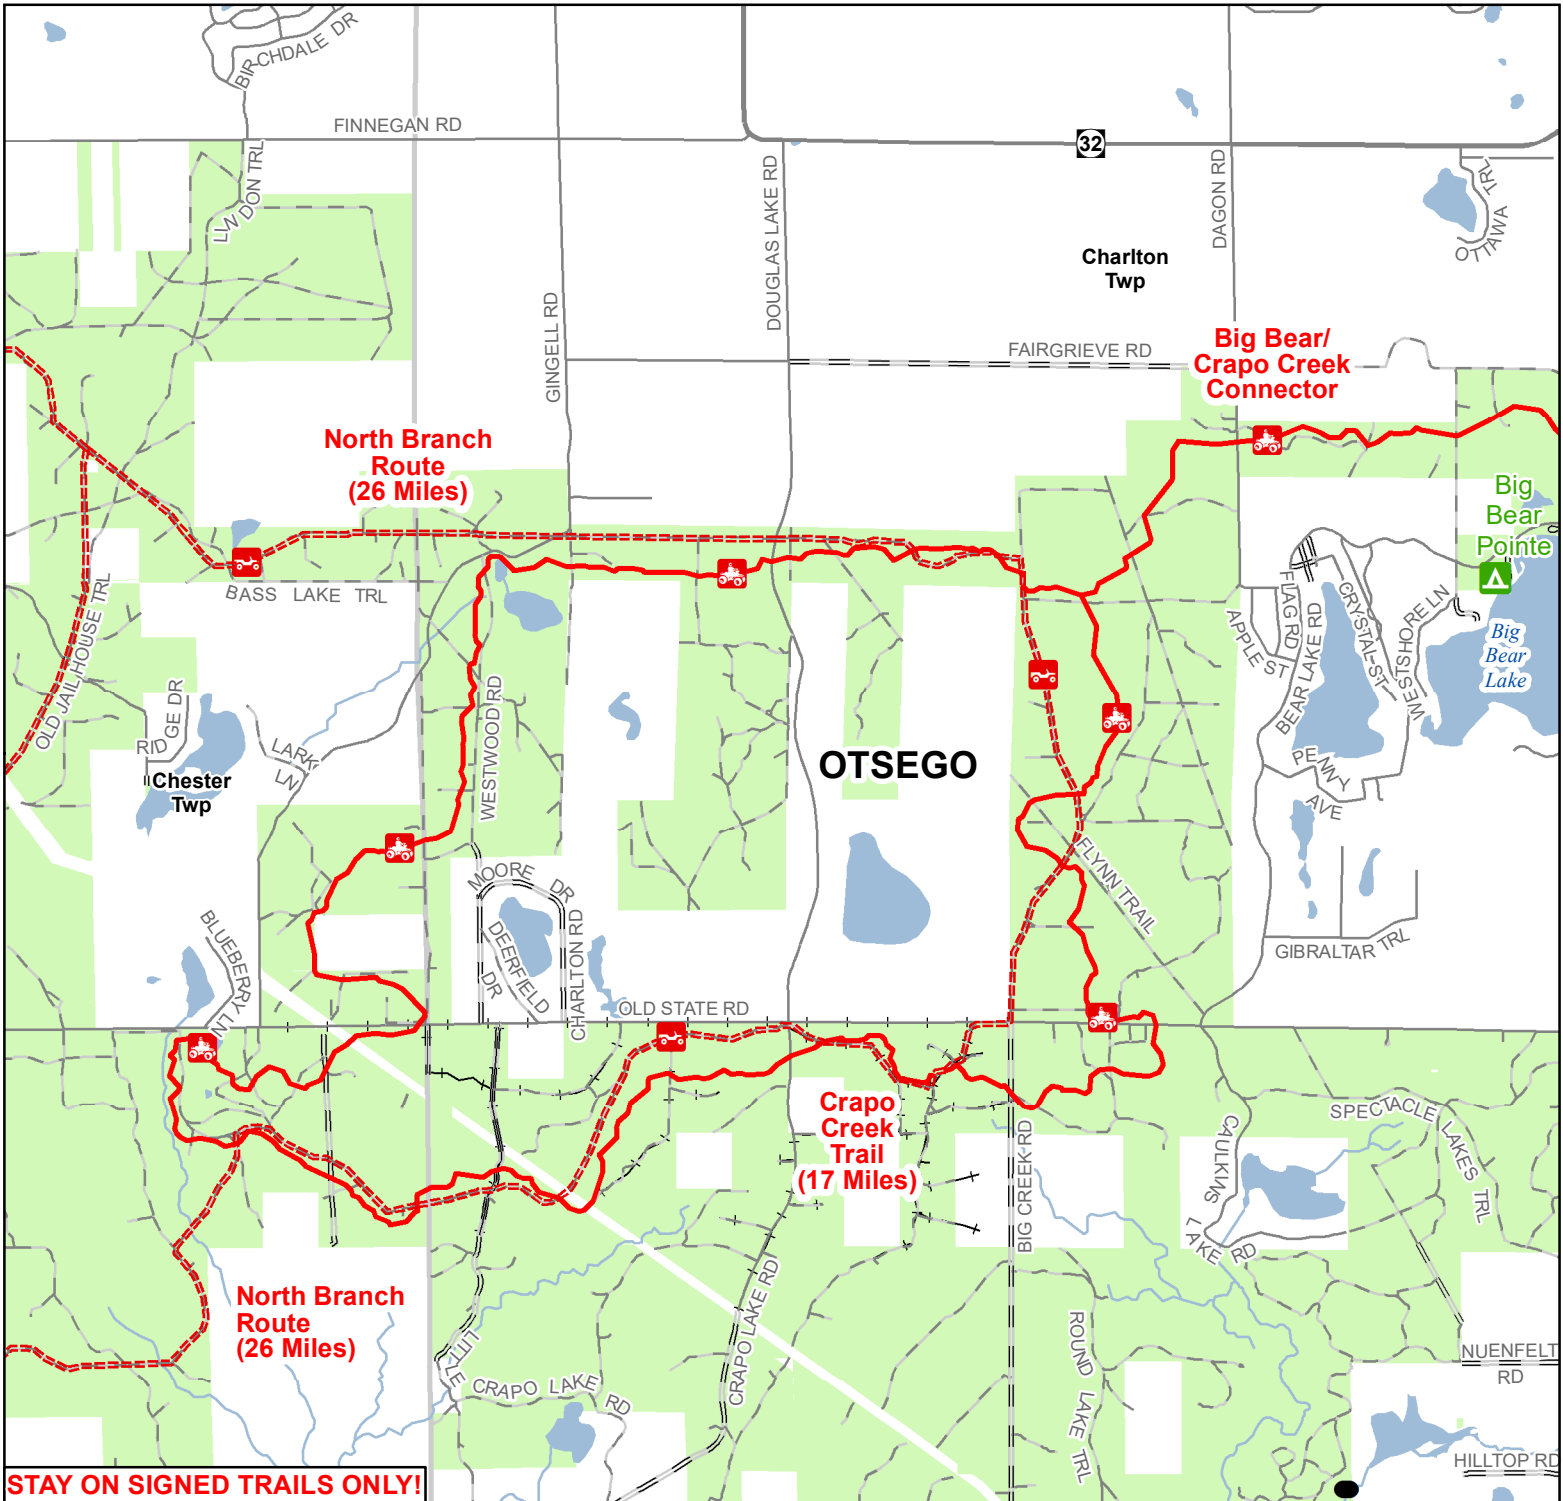 BIRCHDALE DR
FINNEGAN RD
32
LW DON TRL
GINGELL RD
DOUGLAS LAKE RD
DAGON RD
OTTAWA TRL
Charlton
Twp
FAIRGRIEVE RD
Big Bear/
Crapo Creek
Connector
North Branch
Route
(26 Miles)
Big
Bear
Pointe
BASS LAKE TRL
OLD JAIL HOUSE TRL
FLAG RD
APPLE ST
BEAR LAKE RD
CRYSTAL ST
WESTSHORE LN
Big
Bear
Lake
RIDGE DR
LARK
LN
WESTWOOD RD
Chester
Twp
OTSEGO
PENNY
AVE
FLYNN TRAIL
MOORE DR
DEERFIELD
DR
CHARLTON RD
BLUEBERRY LN
GIBRALTAR TRL
OLD STATE RD
Crapo
Creek
Trail
(17 Miles)
BIG CREEK RD
CAULKINS
LAKE RD
SPECTACLE LAKES TRL
North Branch
Route
(26 Miles)
LITTLE CRAPO LAKE RD
CRAPO LAKE RD
ROUND LAKE TRL
NUENFELT
RD
HILLTOP RD
STAY ON SIGNED TRAILS ONLY!